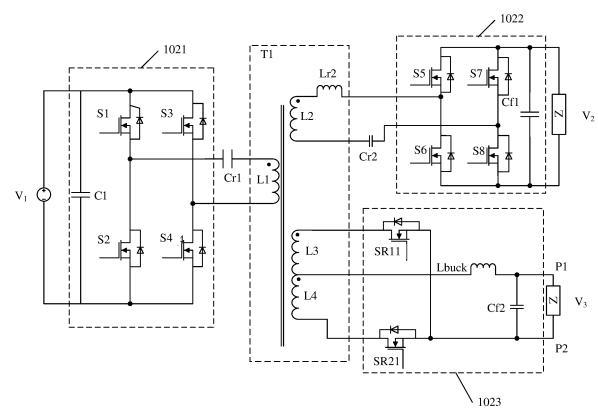 1021
T1
1022
S1
S3
Lr2
S5
S7
L2
Cf1
Z
V2
Cr2
S6
S8
V1
C1
Cr1
L1
S2
S4
L3
SR11
Lbuck
P1
L4
Cf2
Z
V3
SR21
P2
1023